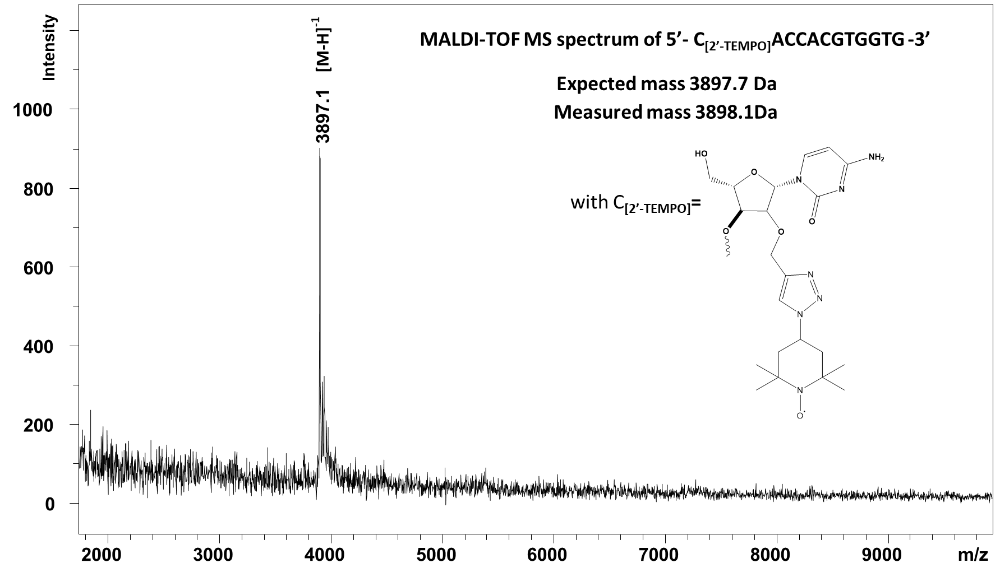 Intensity
3897.1 [M-H]-1
MALDI-TOF MS spectrum of 5’- C[2’-TEMPO]ACCACGTGGTG -3’
Expected mass 3897.7 Da
Measured mass 3898.1Da
with C[2’-TEMPO]=
HO
O
N
NH2
N
O
O
O
N
N
N
N
O·
1000
800
600
400
200
0
2000 3000 4000 5000 6000 7000 8000 9000 m/z